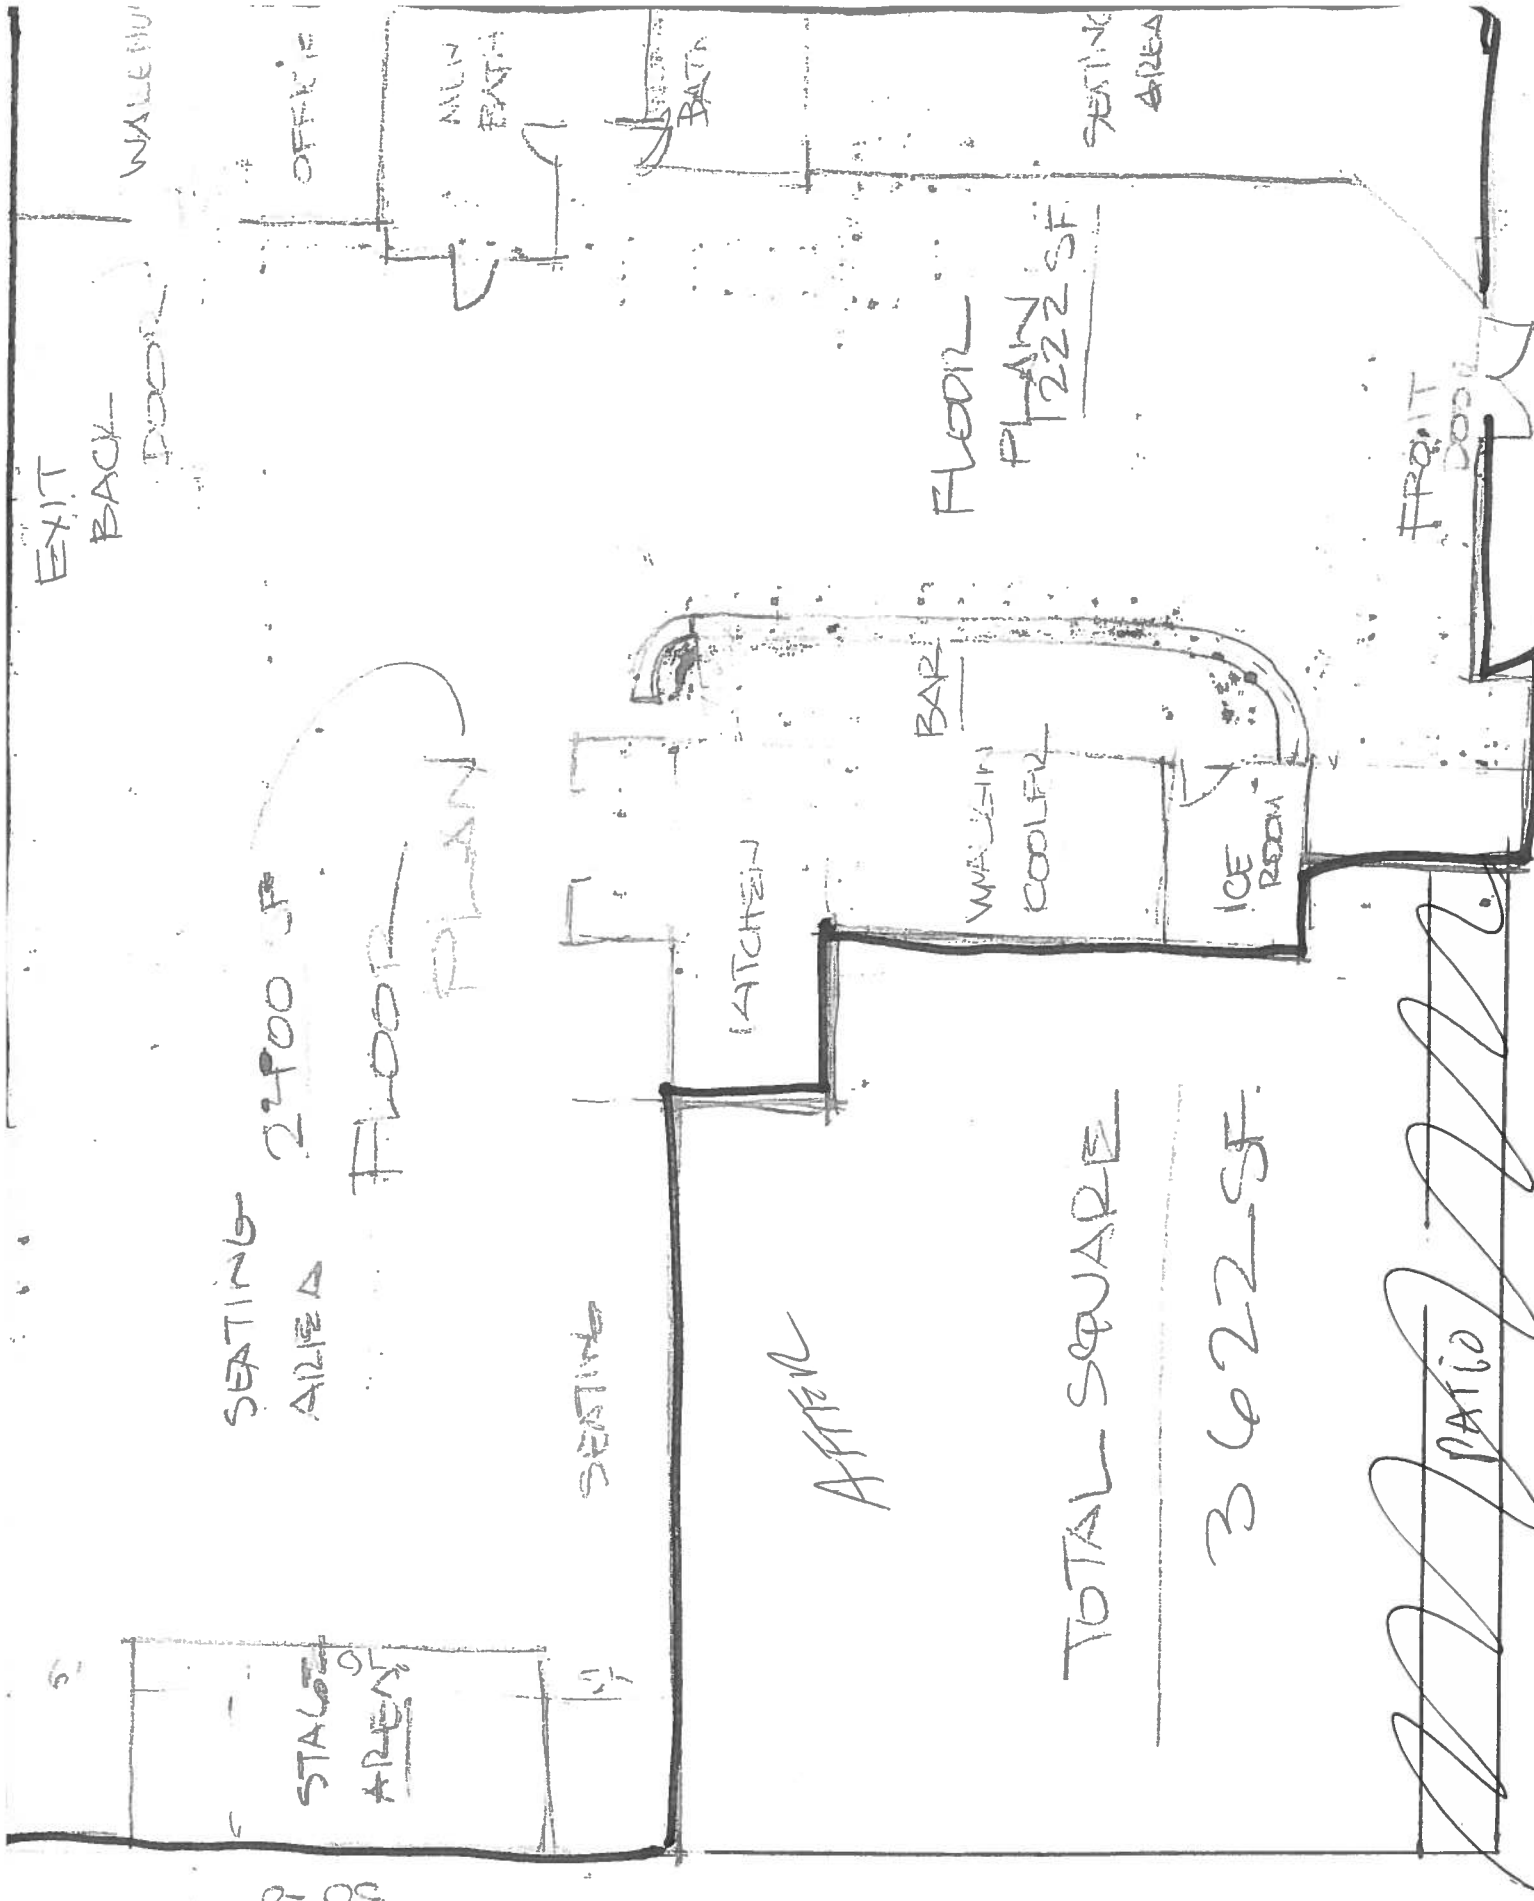 OFFICE
MEN
BATH
BATH
SEATING
AREA
EXIT
BACK
DOOR
FLOOR
PLAN
1222 SF
FRONT
DOOR
BAR
WALK-IN
COOLER
ICE
ROOM
KITCHEN
SEATING
AREA
2400 SF
FLOOR
PLAN
SEATING
STAGE
AREA
AFTER
TOTAL SQUARE
3622 SF.
PATIO